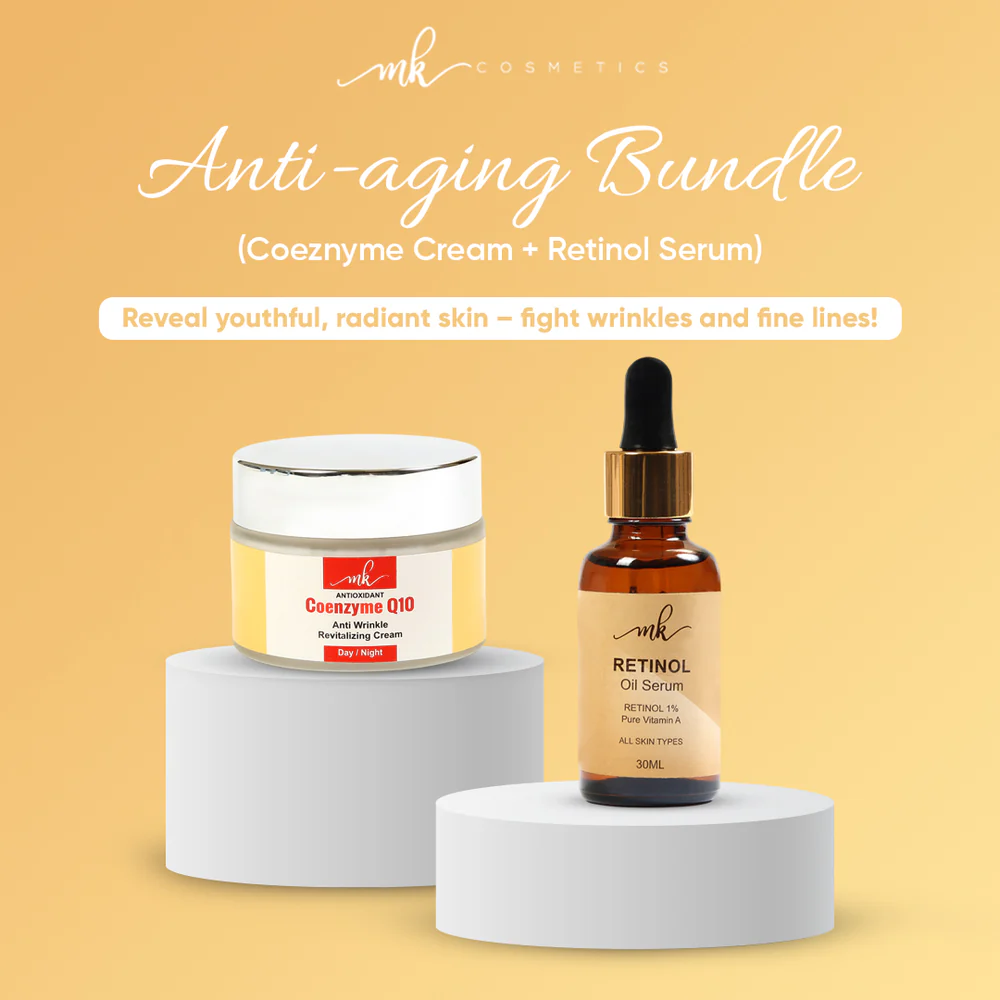 mk COSMETICS
Anti-aging Bundle
(Coeznyme Cream + Retinol Serum)
Reveal youthful, radiant skin – fight wrinkles and fine lines!
mk
ANTIOXIDANT
Coenzyme Q10
Anti Wrinkle
Revitalizing Cream
Day / Night
mk
RETINOL
Oil Serum
RETINOL 1%
Pure Vitamin A
ALL SKIN TYPES
30ML